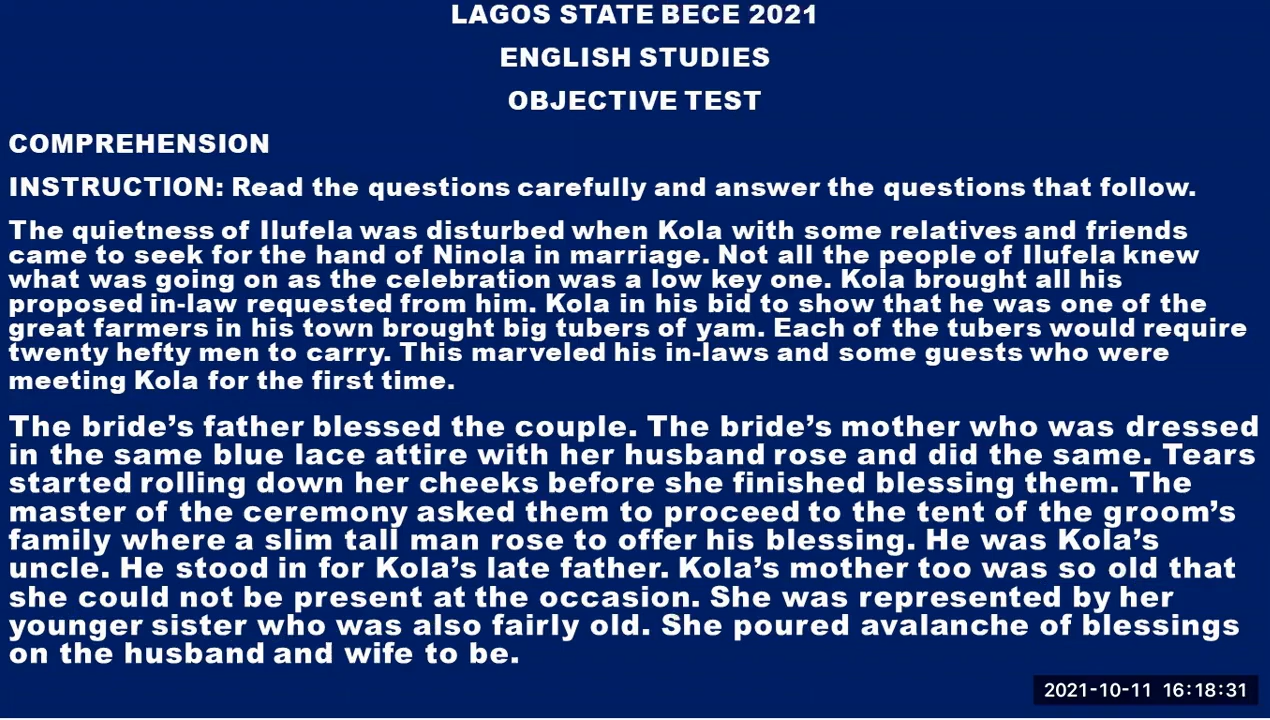 LAGOS STATE BECE 2021
ENGLISH STUDIES
OBJECTIVE TEST
COMPREHENSION
INSTRUCTION: Read the questions carefully and answer the questions that follow.
The quietness of Ilufela was disturbed when Kola with some relatives and friends
came to seek for the hand of Ninola in marriage. Not all the people of Ilufela knew
what was going on as the celebration was a low key one. Kola brought all his
proposed in-law requested from him. Kola in his bid to show that he was one of the
great farmers in his town brought big tubers of yam. Each of the tubers would require
twenty hefty men to carry. This marveled his in-laws and some guests who were
meeting Kola for the first time.
The bride’s father blessed the couple. The bride’s mother who was dressed
in the same blue lace attire with her husband rose and did the same. Tears
started rolling down her cheeks before she finished blessing them. The
master of the ceremony asked them to proceed to the tent of the groom’s
family where a slim tall man rose to offer his blessing. He was Kola’s
uncle. He stood in for Kola’s late father. Kola’s mother too was so old that
she could not be present at the occasion. She was represented by her
younger sister who was also fairly old. She poured avalanche of blessings
on the husband and wife to be.
2021-10-11 16:18:31